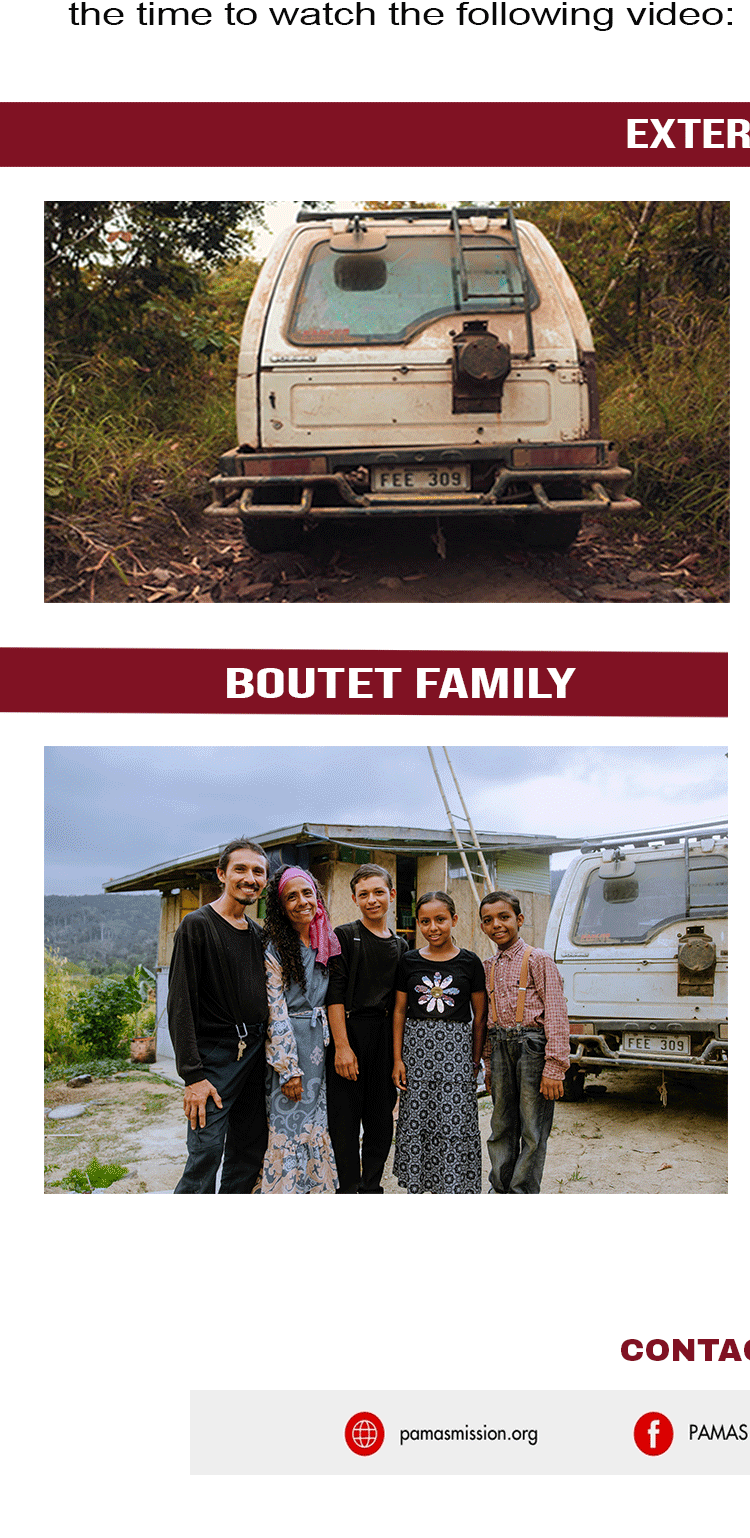 the time to watch the following video:
EXTER
FEE 309
BOUTET FAMILY
FEE 309
CONTAC
pamasmission.org
PAMAS